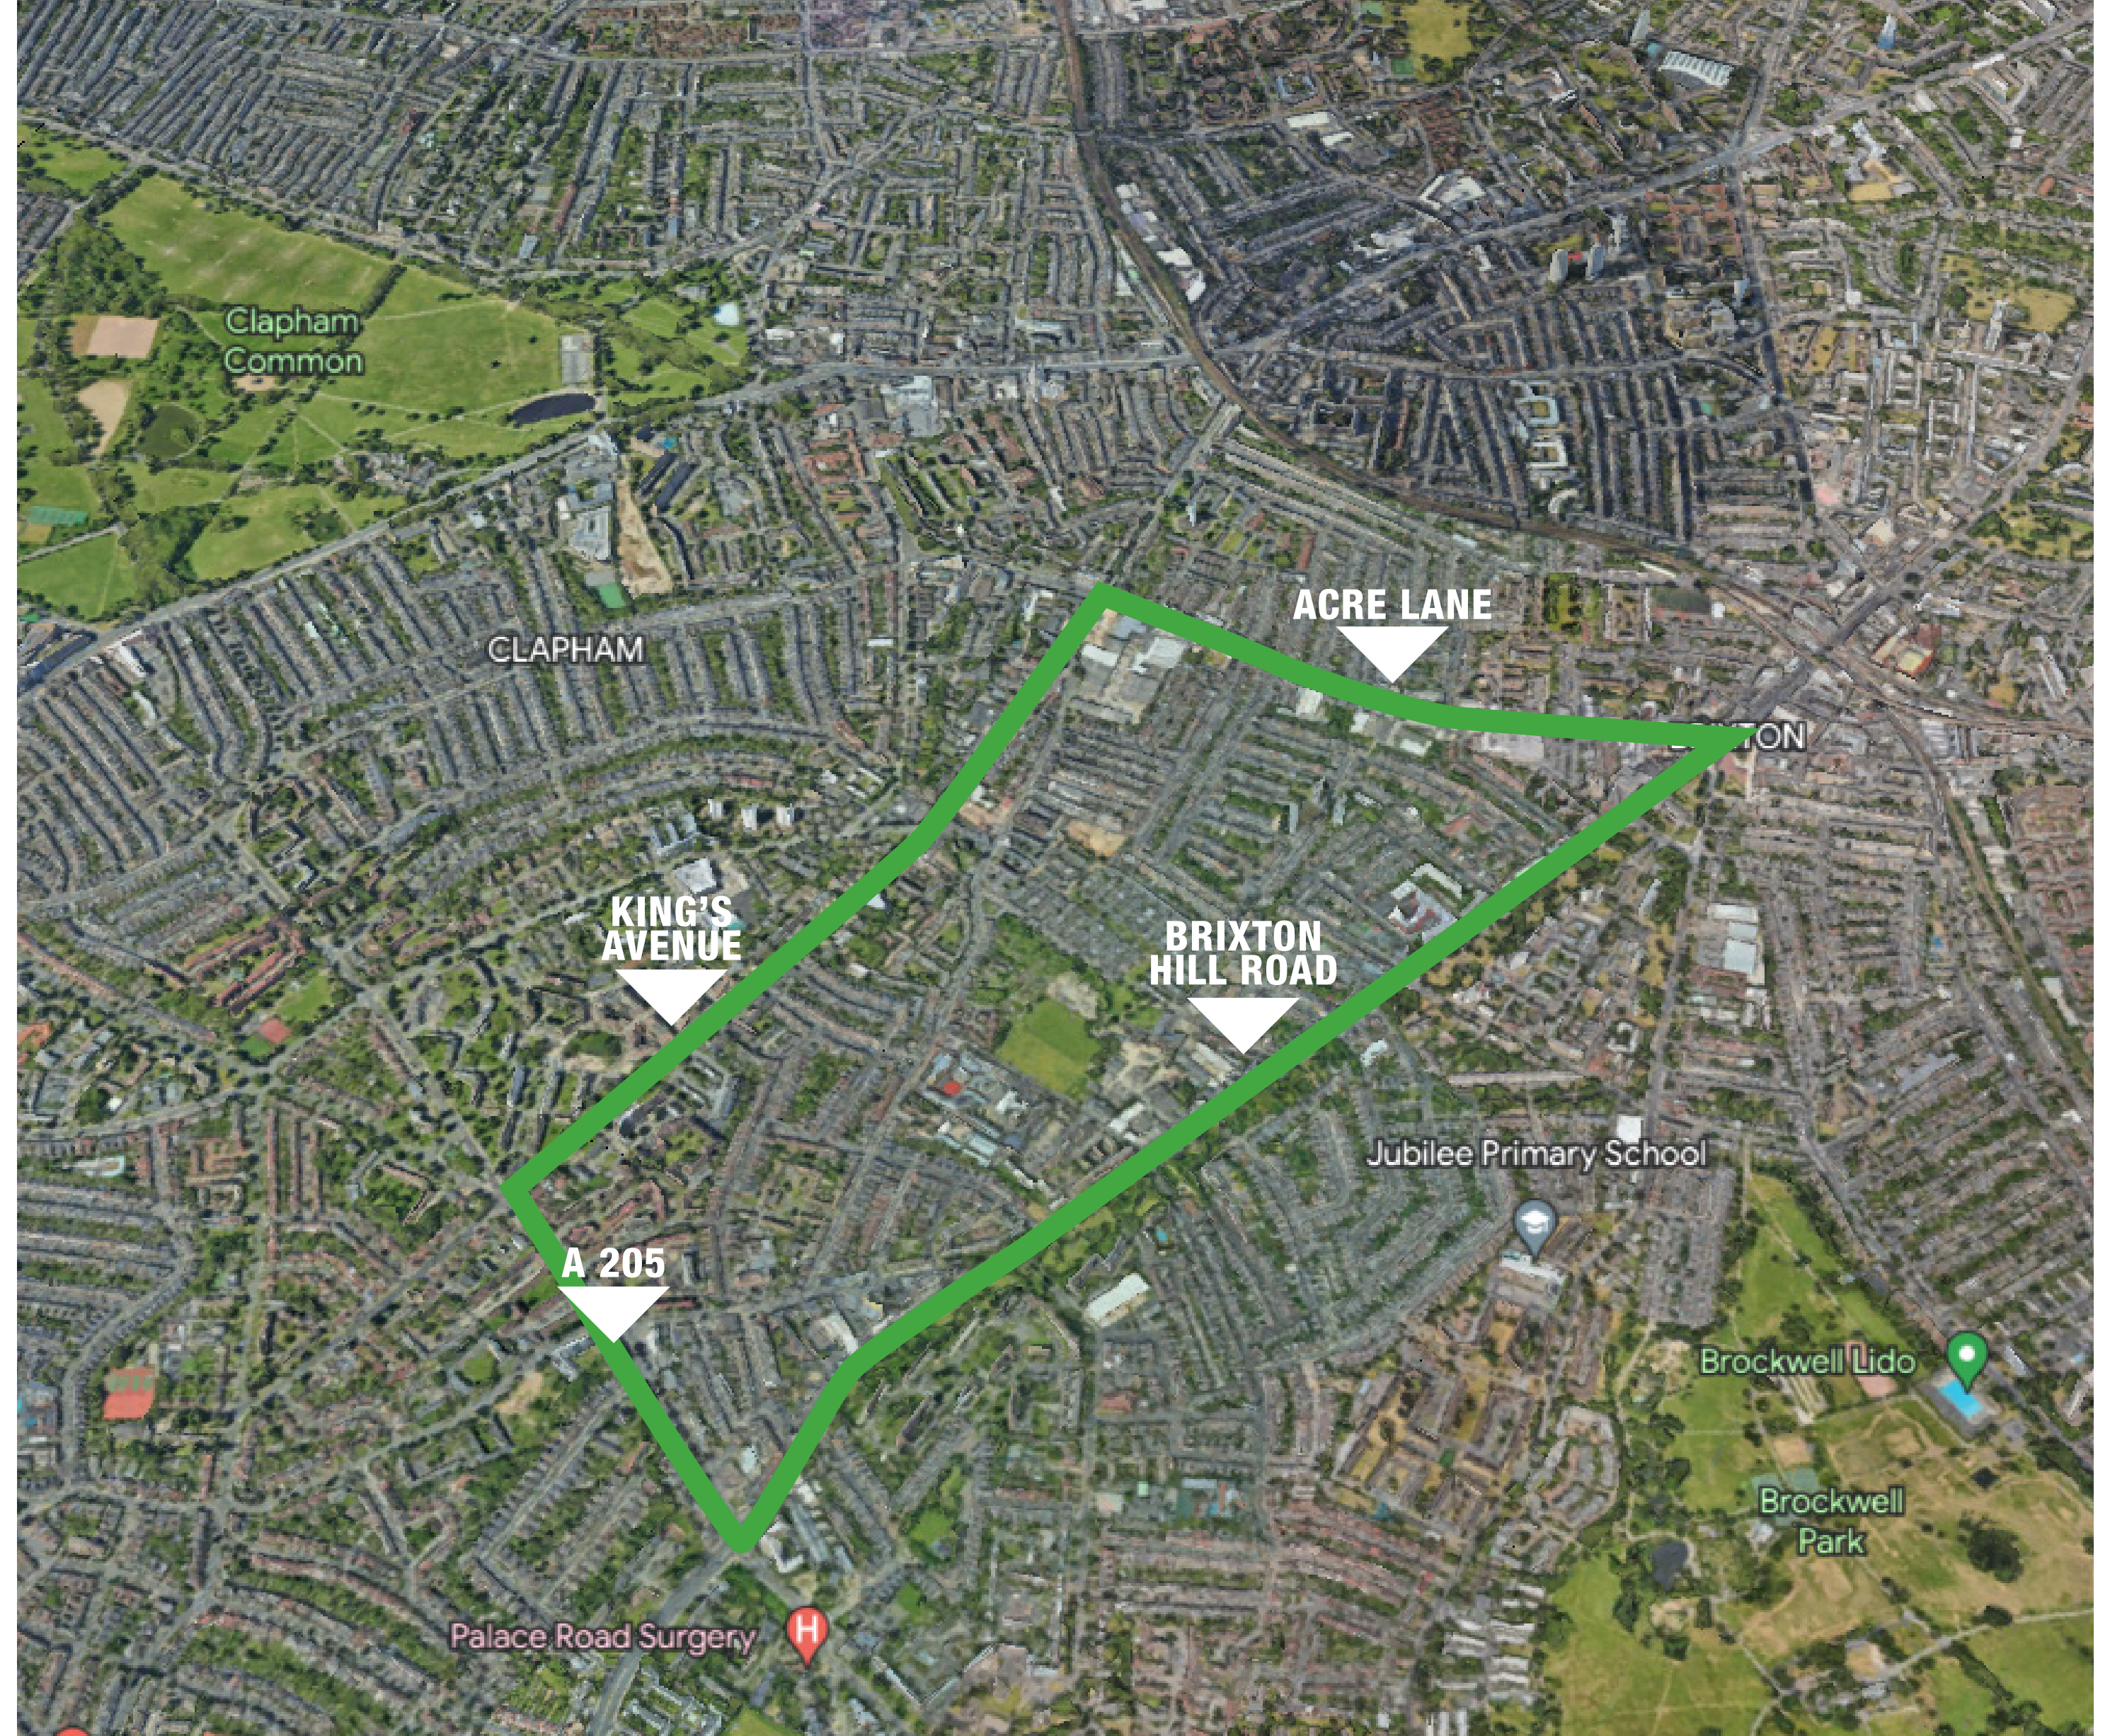 Clapham
Common
ACRE LANE
CLAPHAM
TON
KING'S
AVENUE
BRIXTON
HILL ROAD
Jubilee Primary School
A 205
Brockwell Lido
Brockwell
Park
Palace Road Surgery
H